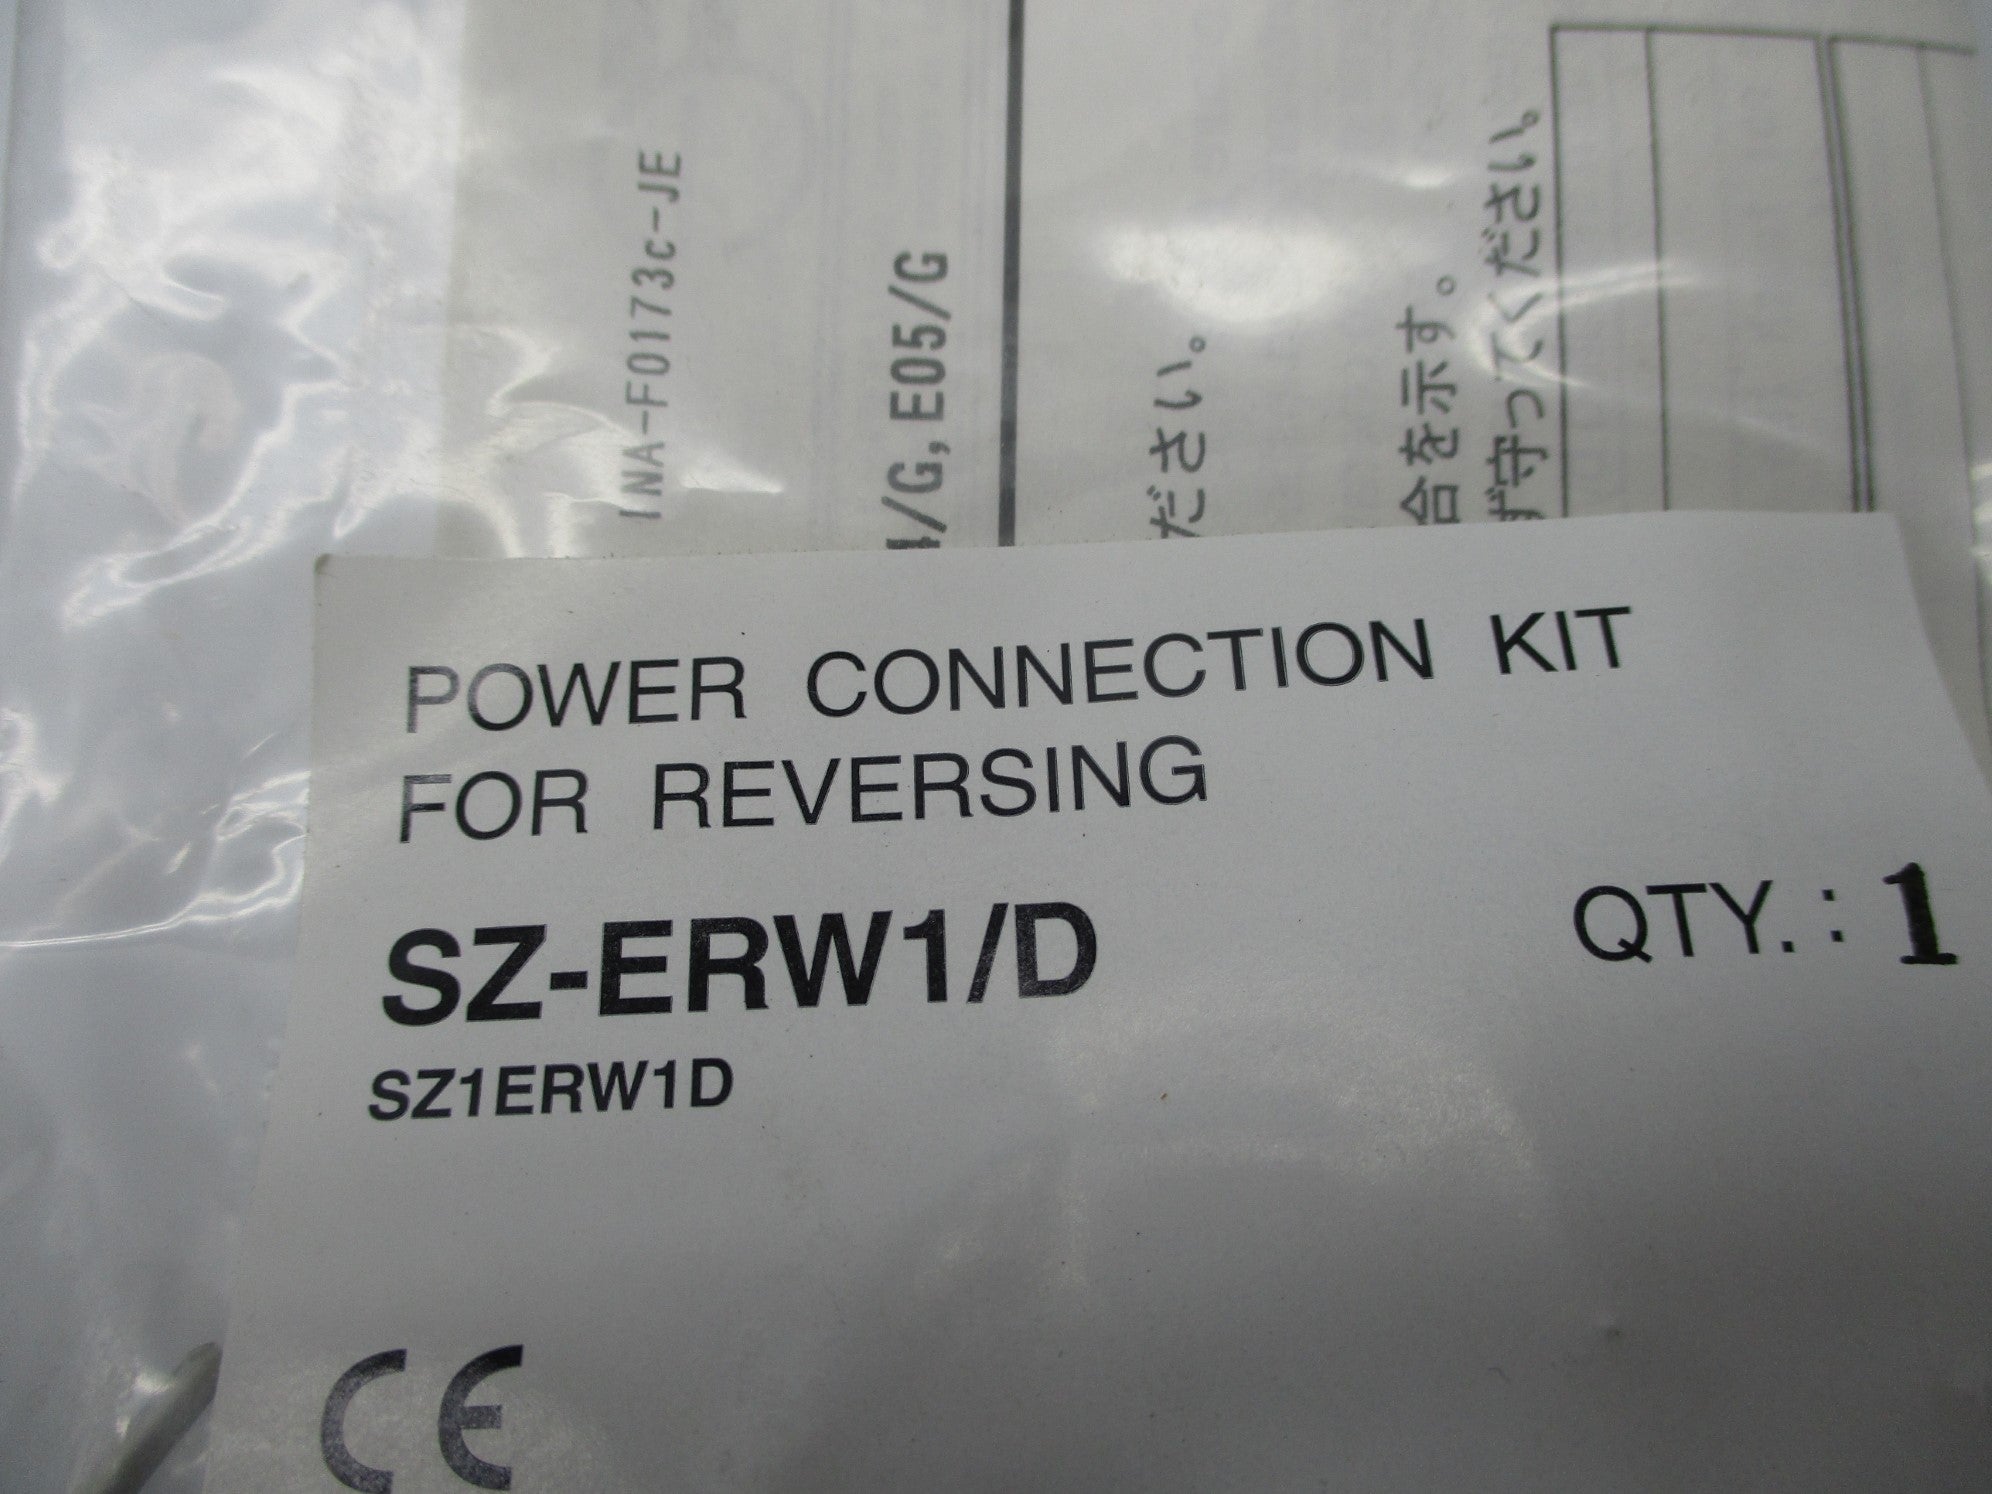 INA-F0173c-JE
/G, E05/G
ださい。
合を示す。
ず守ってください。
POWER CONNECTION KIT
FOR REVERSING
SZ-ERW1/D
QTY. : 1
SZ1ERW1D
CE